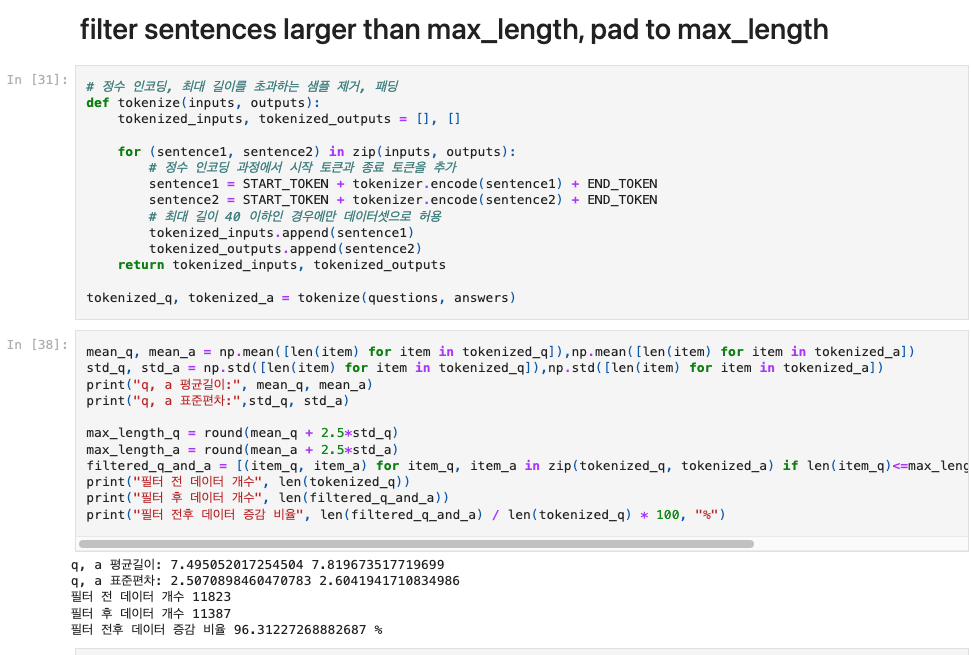 filter sentences larger than max_length, pad to max_length
In [31]:
# 정수 인코딩, 최대 길이를 초과하는 샘플 제거, 패딩
def tokenize(inputs, outputs):
    tokenized_inputs, tokenized_outputs = [], []
    for (sentence1, sentence2) in zip(inputs, outputs):
        # 정수 인코딩 과정에서 시작 토큰과 종료 토큰을 추가
        sentence1 = START_TOKEN + tokenizer.encode(sentence1) + END_TOKEN
        sentence2 = START_TOKEN + tokenizer.encode(sentence2) + END_TOKEN
        # 최대 길이 40 이하인 경우에만 데이터셋으로 허용
        tokenized_inputs.append(sentence1)
        tokenized_outputs.append(sentence2)
    return tokenized_inputs, tokenized_outputs
tokenized_q, tokenized_a = tokenize(questions, answers)
In [38]:
mean_q, mean_a = np.mean([len(item) for item in tokenized_q]),np.mean([len(item) for item in tokenized_a])
std_q, std_a = np.std([len(item) for item in tokenized_q]),np.std([len(item) for item in tokenized_a])
print("q, a 평균길이:", mean_q, mean_a)
print("q, a 표준편차:",std_q, std_a)
max_length_q = round(mean_q + 2.5*std_q)
max_length_a = round(mean_a + 2.5*std_a)
filtered_q_and_a = [(item_q, item_a) for item_q, item_a in zip(tokenized_q, tokenized_a) if len(item_q)<=max_leng
print("필터 전 데이터 개수", len(tokenized_q))
print("필터 후 데이터 개수", len(filtered_q_and_a))
print("필터 전후 데이터 증감 비율", len(filtered_q_and_a) / len(tokenized_q) * 100, "%")
q, a 평균길이: 7.495052017254504 7.819673517719699
q, a 표준편차: 2.5070898460470783 2.6041941710834986
필터 전 데이터 개수 11823
필터 후 데이터 개수 11387
필터 전후 데이터 증감 비율 96.31227268882687 %